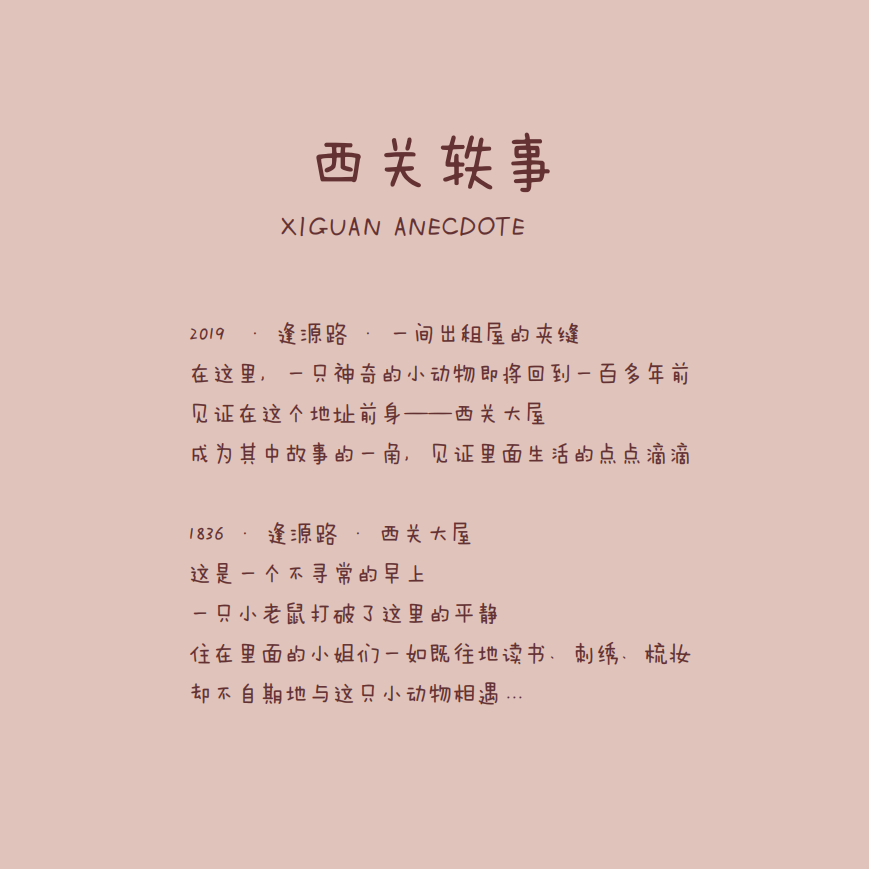 西关轶事
XIGUAN ANECDOTE
2019 · 逢源路 · 一间出租屋的夹缝
在这里，一只神奇的小动物即将回到一百多年前
见证在这个地址前身——西关大屋
成为其中故事的一角，见证里面生活的点点滴滴
1836 · 逢源路 · 西关大屋
这是一个不寻常的早上
一只小老鼠打破了这里的平静
住在里面的小姐们一如既往地读书、刺绣、梳妆
却不自期地与这只小动物相遇…